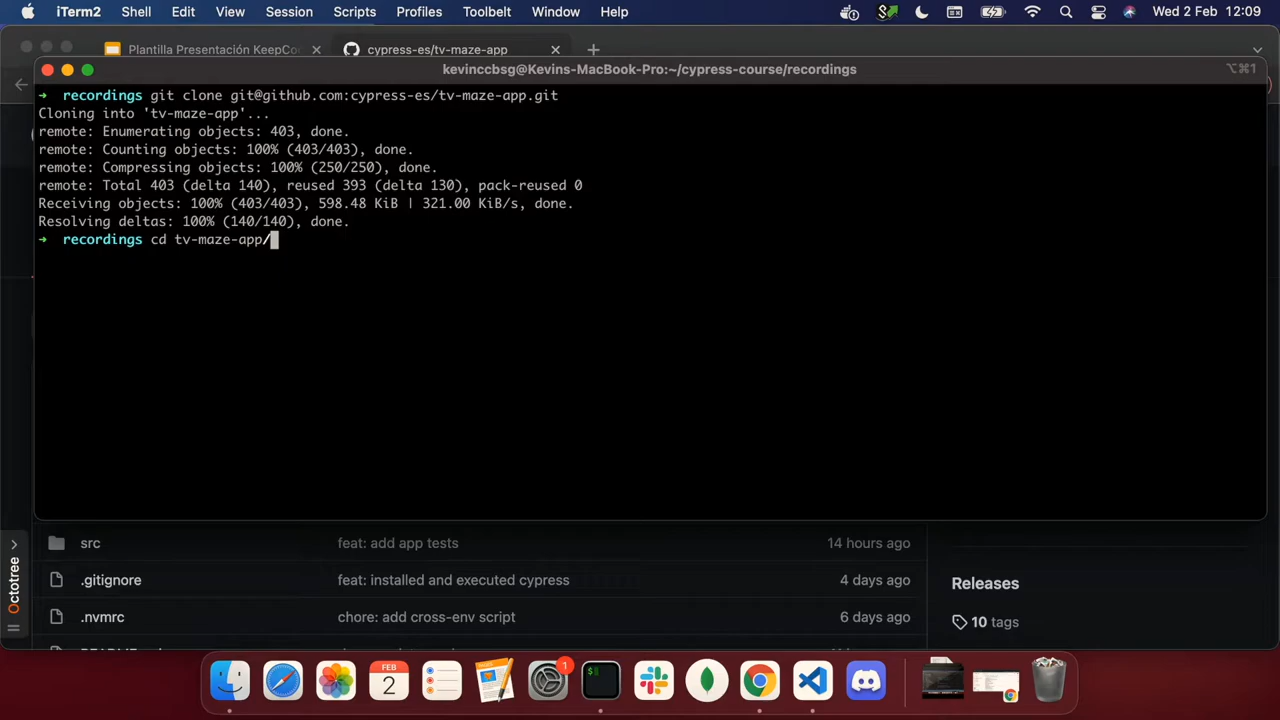 iTerm2 Shell Edit View Session Scripts Profiles Toolbelt Window Help Wed 2 Feb 12:09
Plantilla Presentación KeepCo cypress-es/tv-maze-app
kevinccbsg@Kevins-MacBook-Pro:~/cypress-course/recordings ⌥⌘1
➜ recordings git clone git@github.com:cypress-es/tv-maze-app.git
Cloning into 'tv-maze-app'...
remote: Enumerating objects: 403, done.
remote: Counting objects: 100% (403/403), done.
remote: Compressing objects: 100% (250/250), done.
remote: Total 403 (delta 140), reused 393 (delta 130), pack-reused 0
Receiving objects: 100% (403/403), 598.48 KiB | 321.00 KiB/s, done.
Resolving deltas: 100% (140/140), done.
➜ recordings cd tv-maze-app/
src feat: add app tests 14 hours ago
.gitignore feat: installed and executed cypress 4 days ago
.nvmrc chore: add cross-env script 6 days ago
Releases
10 tags
Octotree
FEB
2
1